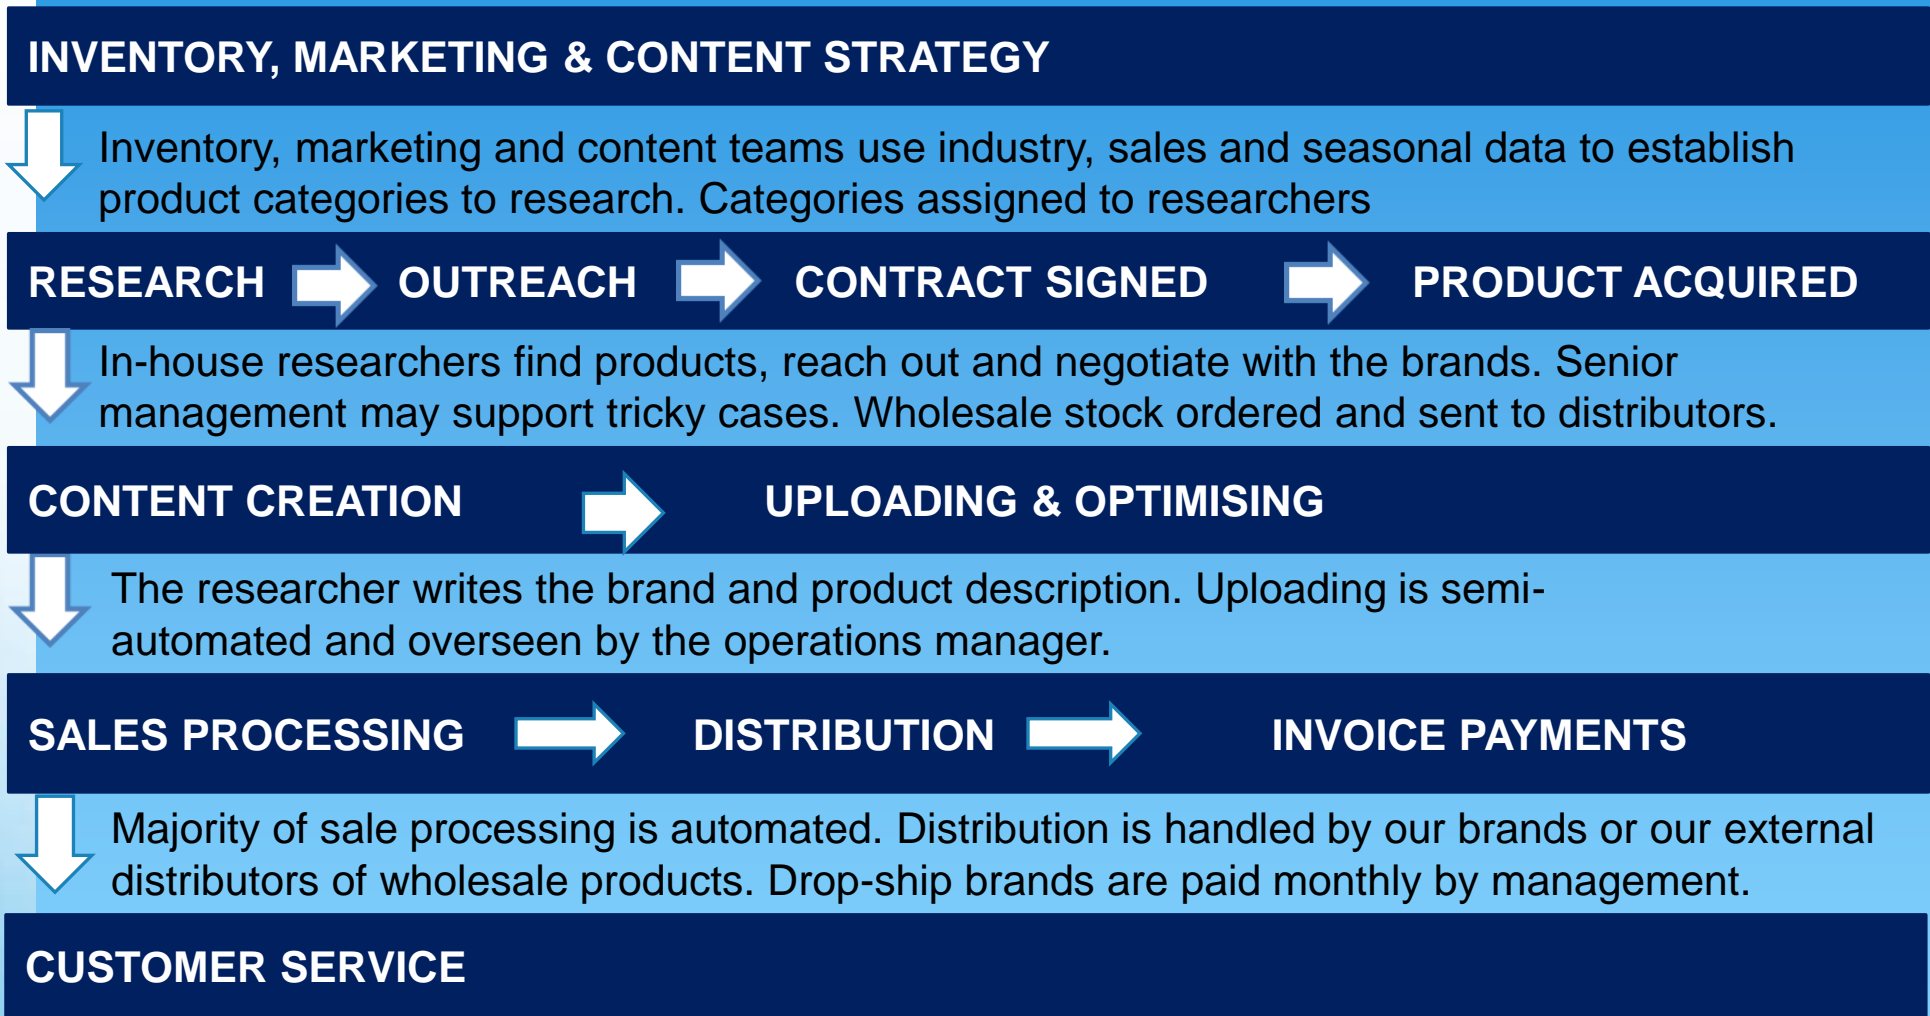 INVENTORY, MARKETING & CONTENT STRATEGY
Inventory, marketing and content teams use industry, sales and seasonal data to establish
product categories to research. Categories assigned to researchers
RESEARCH OUTREACH CONTRACT SIGNED PRODUCT ACQUIRED
In-house researchers find products, reach out and negotiate with the brands. Senior
management may support tricky cases. Wholesale stock ordered and sent to distributors.
CONTENT CREATION UPLOADING & OPTIMISING
The researcher writes the brand and product description. Uploading is semi-
automated and overseen by the operations manager.
SALES PROCESSING DISTRIBUTION INVOICE PAYMENTS
Majority of sale processing is automated. Distribution is handled by our brands or our external
distributors of wholesale products. Drop-ship brands are paid monthly by management.
CUSTOMER SERVICE